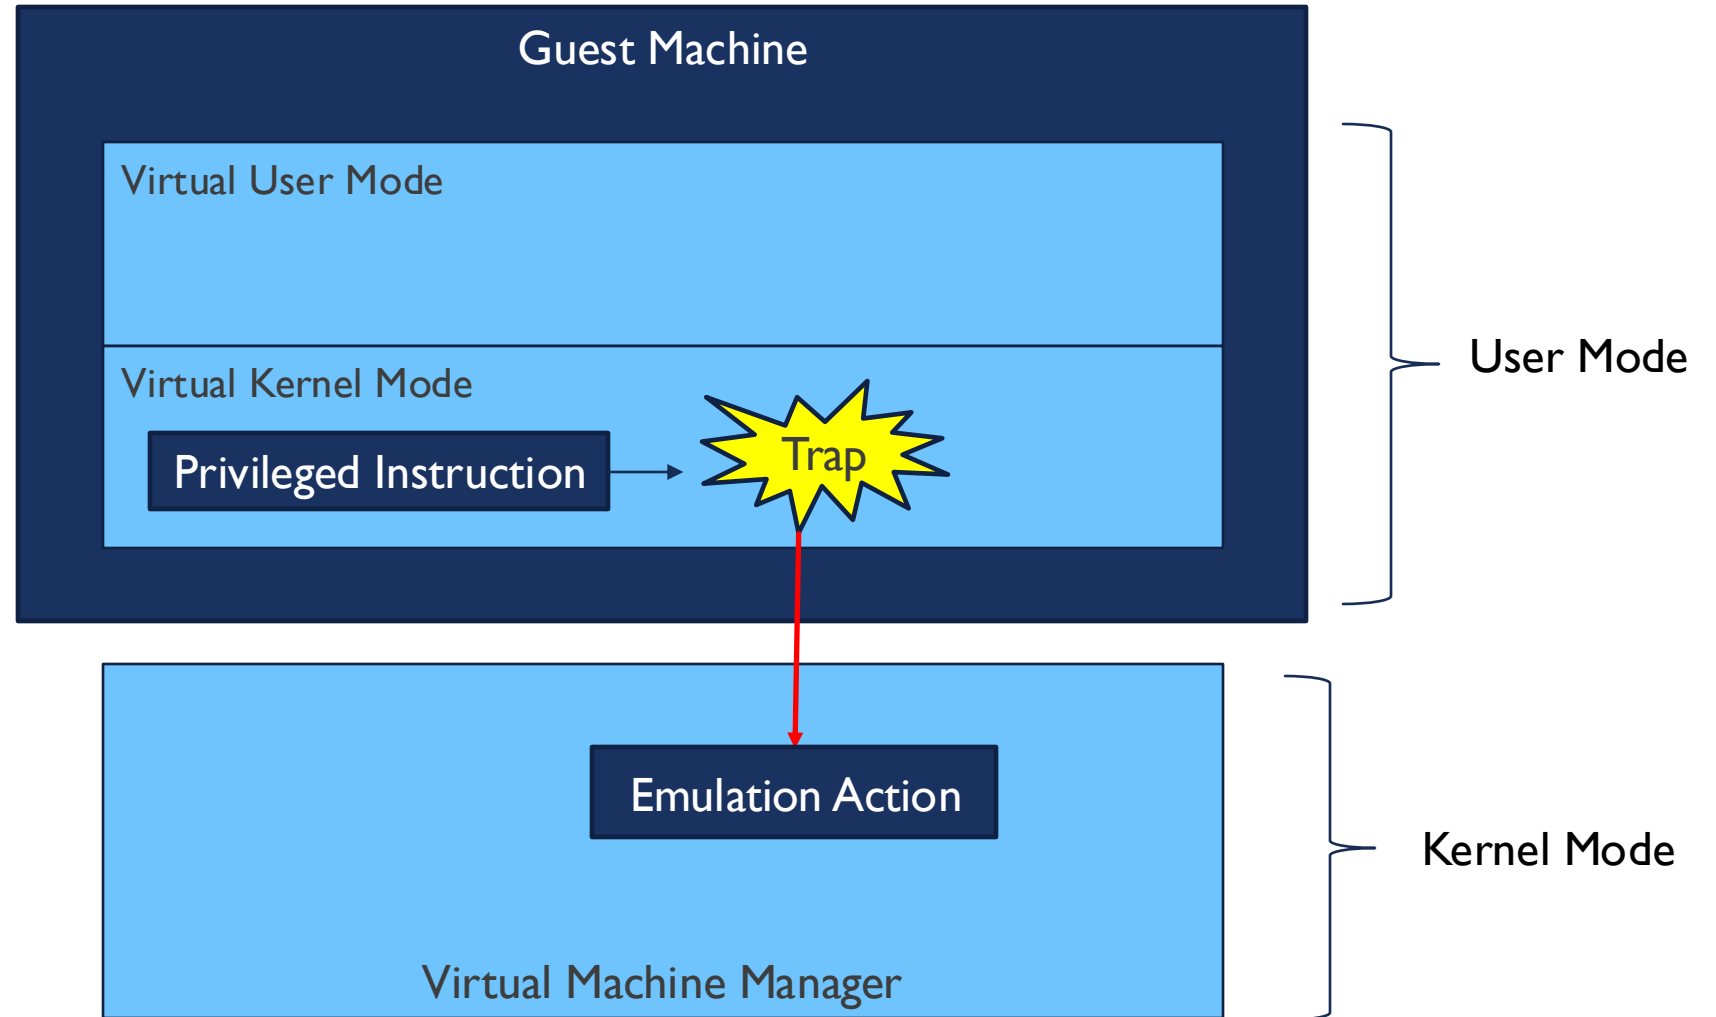 Guest Machine
Virtual User Mode
Virtual Kernel Mode
Privileged Instruction
Trap
User Mode
Emulation Action
Kernel Mode
Virtual Machine Manager